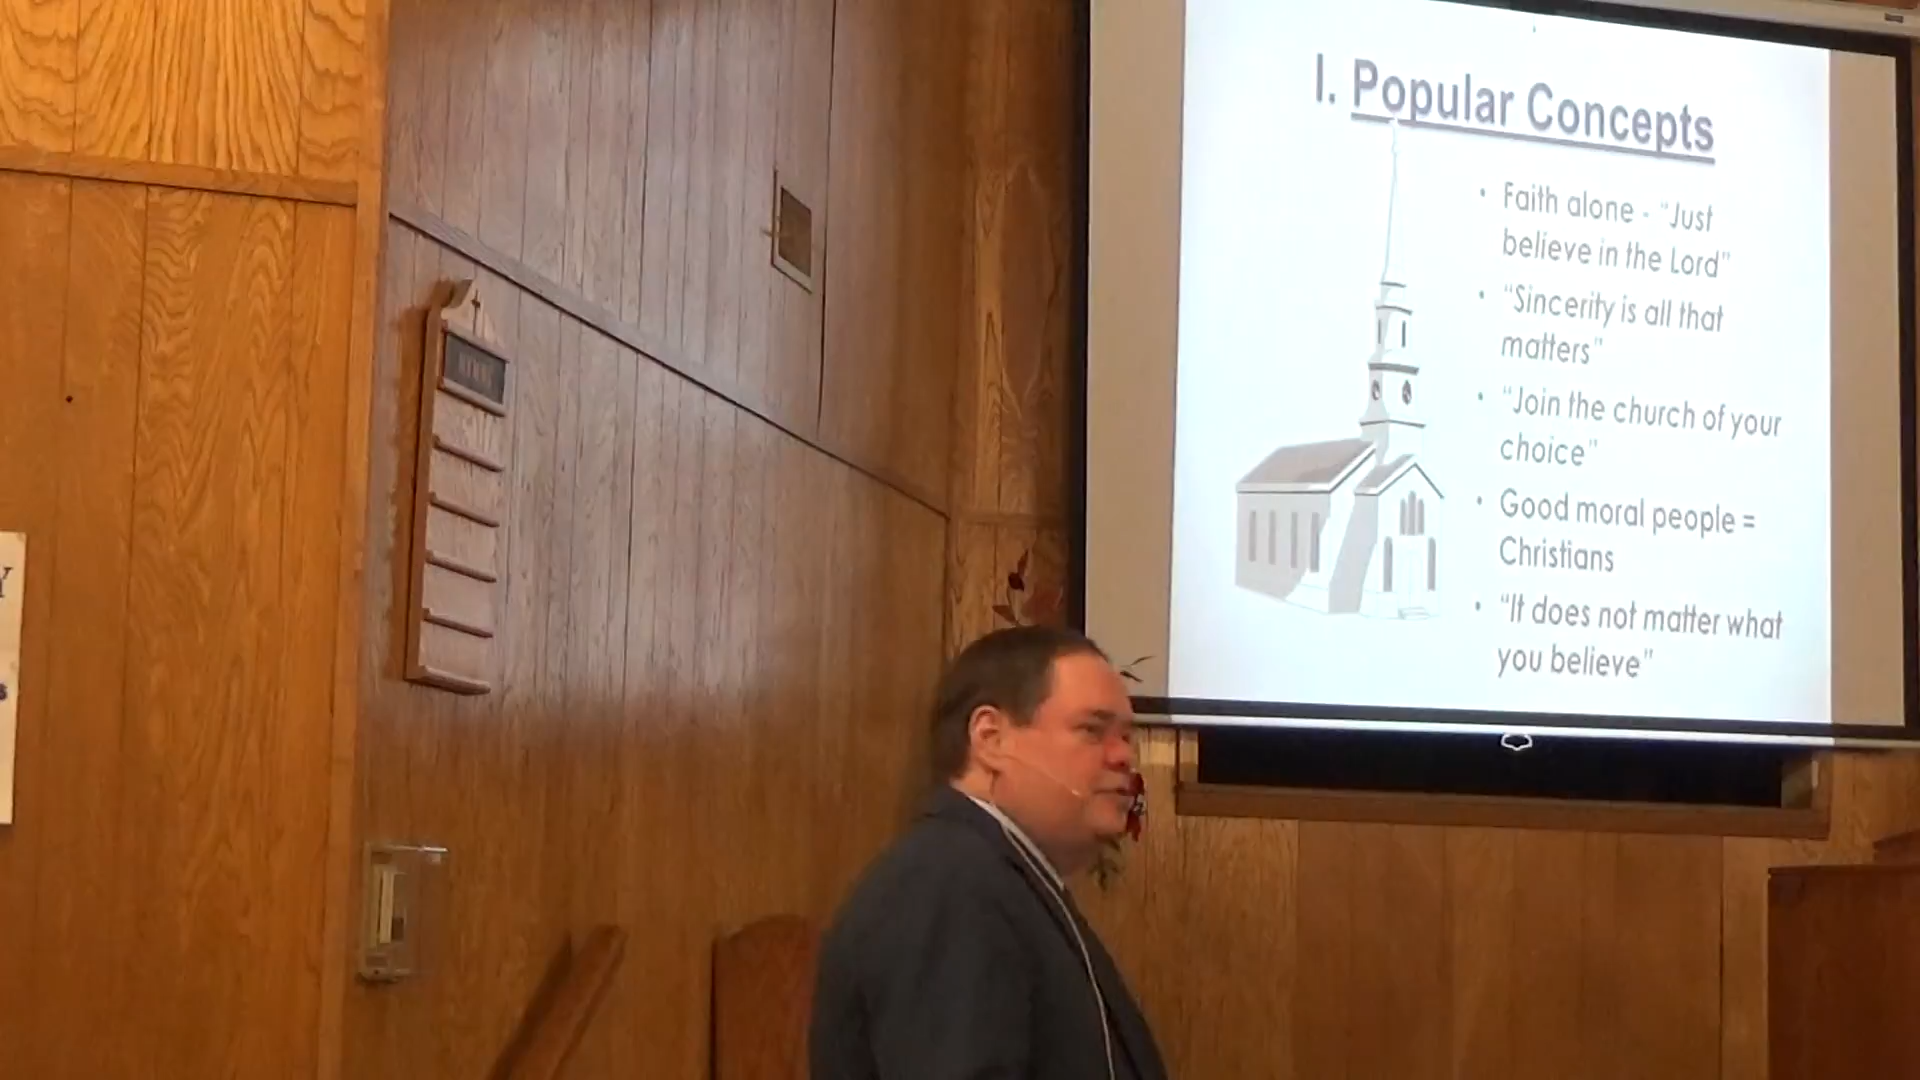 I. Popular Concepts
• Faith alone - "Just
believe in the Lord"
• "Sincerity is all that
matters"
• "Join the church of your
choice"
• Good moral people =
Christians
• "It does not matter what
you believe"